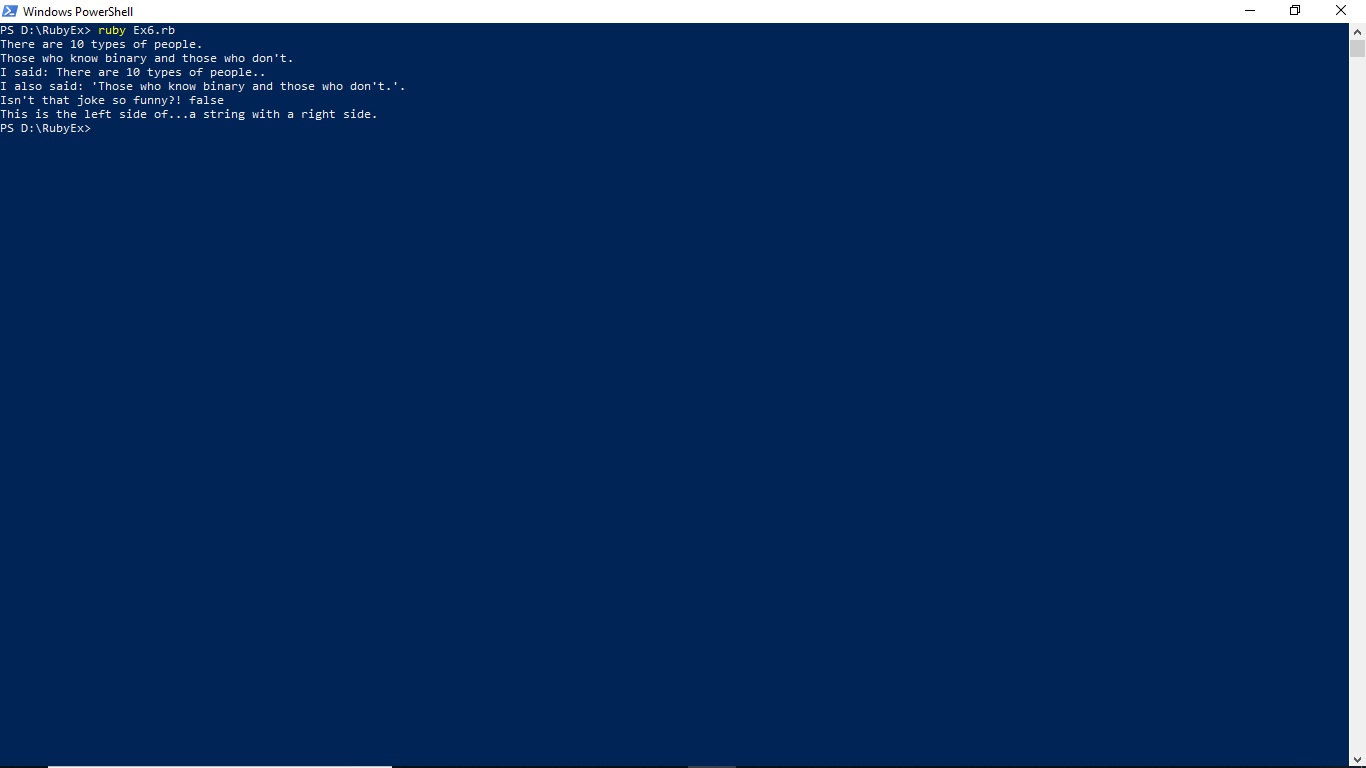 Windows PowerShell
PS D:\RubyEx> ruby Ex6.rb
There are 10 types of people.
Those who know binary and those who don't.
I said: There are 10 types of people..
I also said: 'Those who know binary and those who don't.'.
Isn't that joke so funny?! false
This is the left side of...a string with a right side.
PS D:\RubyEx>